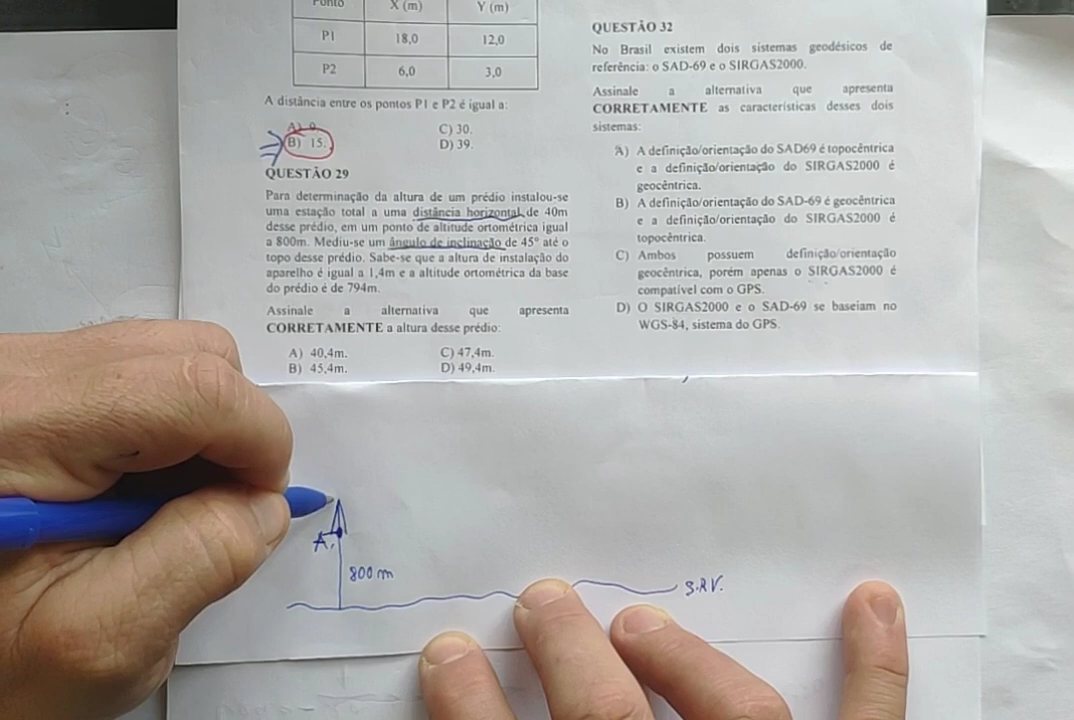 Ponto X (m) Y (m)
P1 18,0 12,0
P2 6,0 3,0
A distância entre os pontos P1 e P2 é igual a:
A) 9. C) 30.
B) 15. D) 39.
QUESTÃO 29
Para determinação da altura de um prédio instalou-se
uma estação total a uma distância horizontal de 40m
desse prédio, em um ponto de altitude ortométrica igual
a 800m. Mediu-se um ângulo de inclinação de 45° até o
topo desse prédio. Sabe-se que a altura de instalação do
aparelho é igual a 1,4m e a altitude ortométrica da base
do prédio é de 794m.
Assinale a alternativa que apresenta
CORRETAMENTE a altura desse prédio:
A) 40,4m. C) 47,4m.
B) 45,4m. D) 49,4m.
QUESTÃO 32
No Brasil existem dois sistemas geodésicos de
referência: o SAD-69 e o SIRGAS2000.
Assinale a alternativa que apresenta
CORRETAMENTE as características desses dois
sistemas:
A) A definição/orientação do SAD69 é topocêntrica
e a definição/orientação do SIRGAS2000 é
geocêntrica.
B) A definição/orientação do SAD-69 é geocêntrica
e a definição/orientação do SIRGAS2000 é
topocêntrica.
C) Ambos possuem definição/orientação
geocêntrica, porém apenas o SIRGAS2000 é
compatível com o GPS.
D) O SIRGAS2000 e o SAD-69 se baseiam no
WGS-84, sistema do GPS.
A.
800 m
S.R.V.